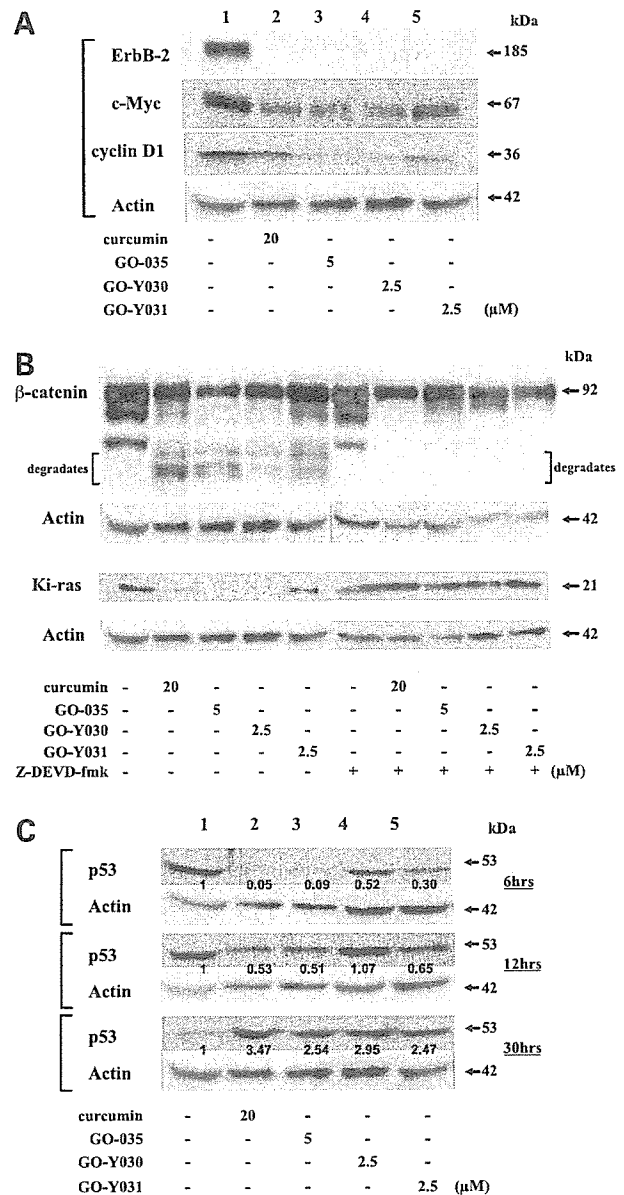 A
1 2 3 4 5 kDa
ErbB-2 ←185
c-Myc ←67
cyclin D1 ←36
Actin ←42
curcumin - 20 - - -
GO-035 - - 5 - -
GO-Y030 - - - 2.5 -
GO-Y031 - - - - 2.5 (μM)
B
kDa
β-catenin ←92
degradates degradates
Actin ←42
Ki-ras ←21
Actin ←42
curcumin - 20 - - - - 20 - - -
GO-035 - - 5 - - - - 5 - -
GO-Y030 - - - 2.5 - - - - 2.5 -
GO-Y031 - - - - 2.5 - - - - 2.5
Z-DEVD-fmk - - - - - + + + + + (μM)
C
1 2 3 4 5 kDa
p53 ←53
1 0.05 0.09 0.52 0.30 6hrs
Actin ←42
p53 ←53
1 0.53 0.51 1.07 0.65 12hrs
Actin ←42
p53 ←53
1 3.47 2.54 2.95 2.47 30hrs
Actin ←42
curcumin - 20 - - -
GO-035 - - 5 - -
GO-Y030 - - - 2.5 -
GO-Y031 - - - - 2.5 (μM)